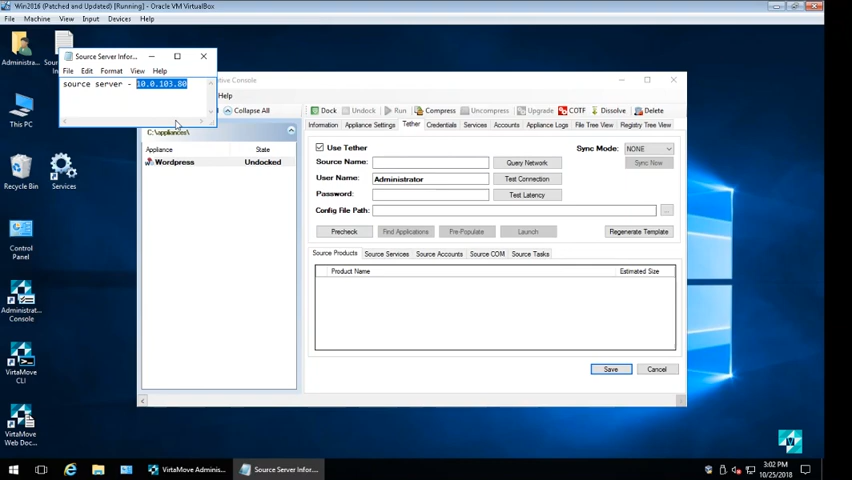 Win2016 (Patched and Updated) [Running] - Oracle VM VirtualBox
File Machine View Input Devices Help
Administra...
Source Server Infor...
File Edit Format View Help
source server - 10.0.103.80
This PC
Recycle Bin
Services
Control Panel
Administrat... Console
VirtaMove CLI
VirtaMove Web Doc...
ative Console
Help
Collapse All
Dock Undock Run Compress Uncompress Upgrade COTF Dissolve Delete
C:\appliances\
Appliance State
Wordpress Undocked
Information Appliance Settings Tether Credentials Services Accounts Appliance Logs File Tree View Registry Tree View
Use Tether
Sync Mode: NONE
Source Name: Query Network Sync Now
User Name: Administrator Test Connection
Password: Test Latency
Config File Path: ...
Precheck Find Applications Pre-Populate Launch Regenerate Template
Source Products Source Services Source Accounts Source COM Source Tasks
Product Name Estimated Size
Save Cancel
VirtaMove Adminis...
Source Server Infor...
3:02 PM
10/25/2018